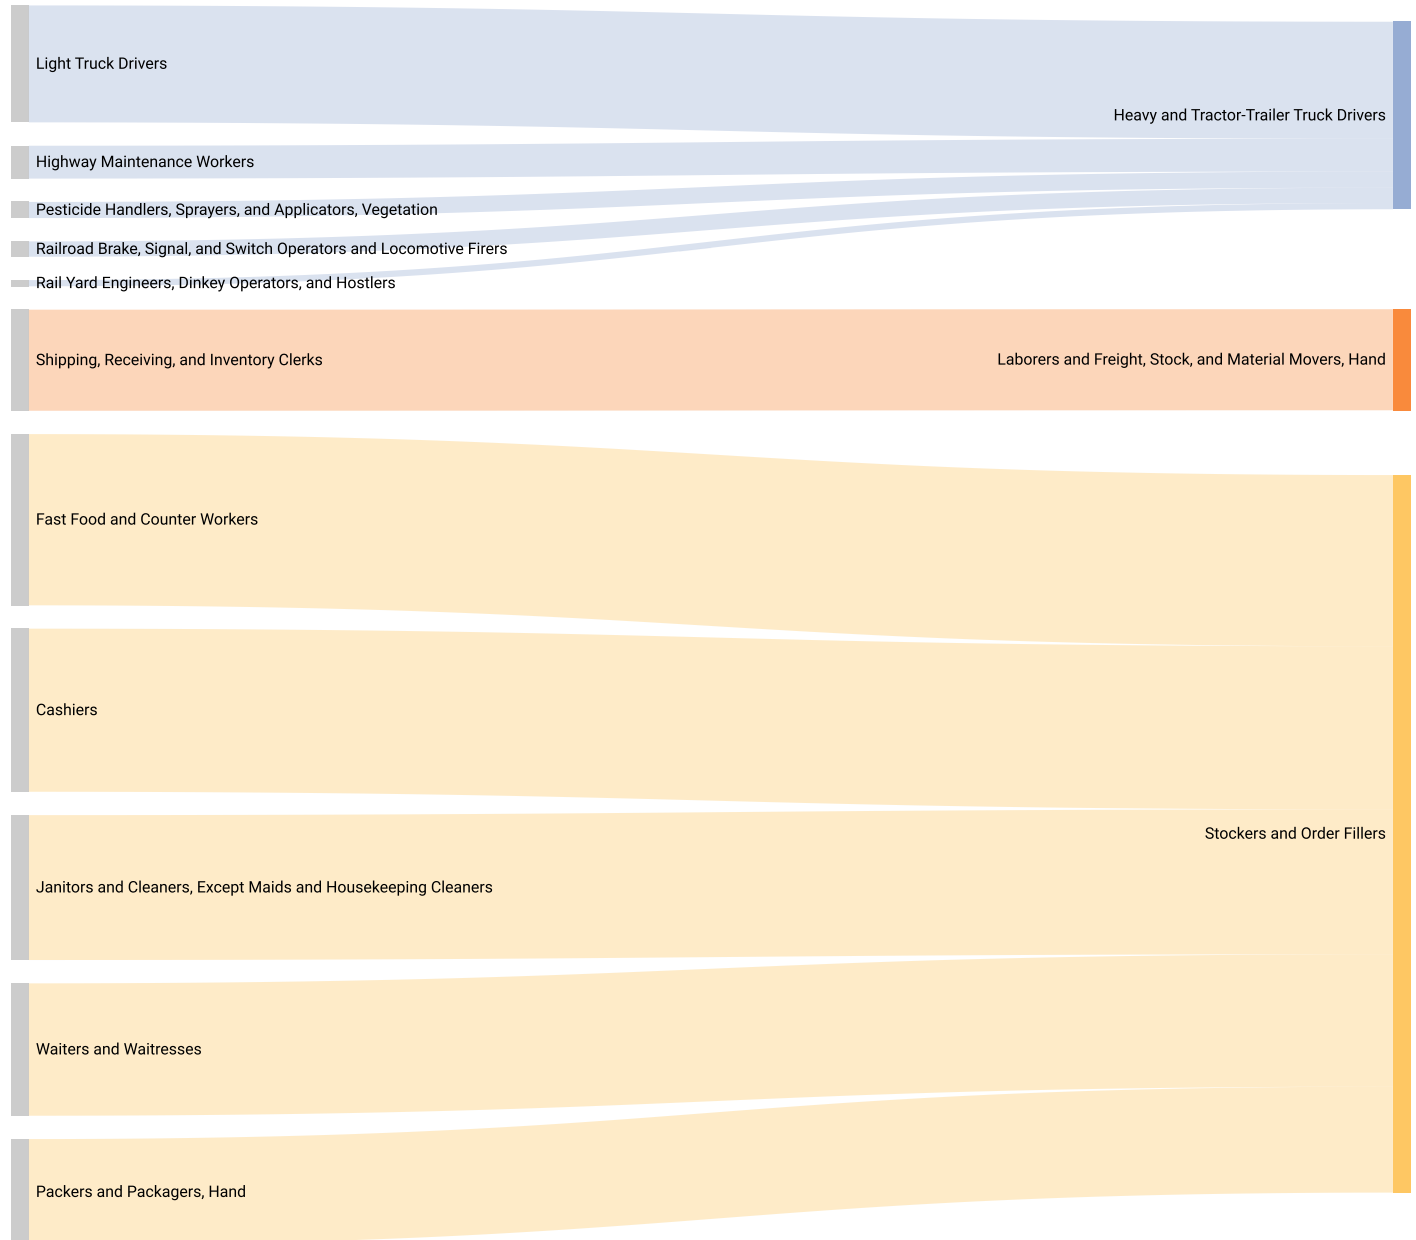 Light Truck Drivers
Heavy and Tractor-Trailer Truck Drivers
Highway Maintenance Workers
Pesticide Handlers, Sprayers, and Applicators, Vegetation
Railroad Brake, Signal, and Switch Operators and Locomotive Firers
Rail Yard Engineers, Dinkey Operators, and Hostlers
Shipping, Receiving, and Inventory Clerks
Laborers and Freight, Stock, and Material Movers, Hand
Fast Food and Counter Workers
Cashiers
Stockers and Order Fillers
Janitors and Cleaners, Except Maids and Housekeeping Cleaners
Waiters and Waitresses
Packers and Packagers, Hand